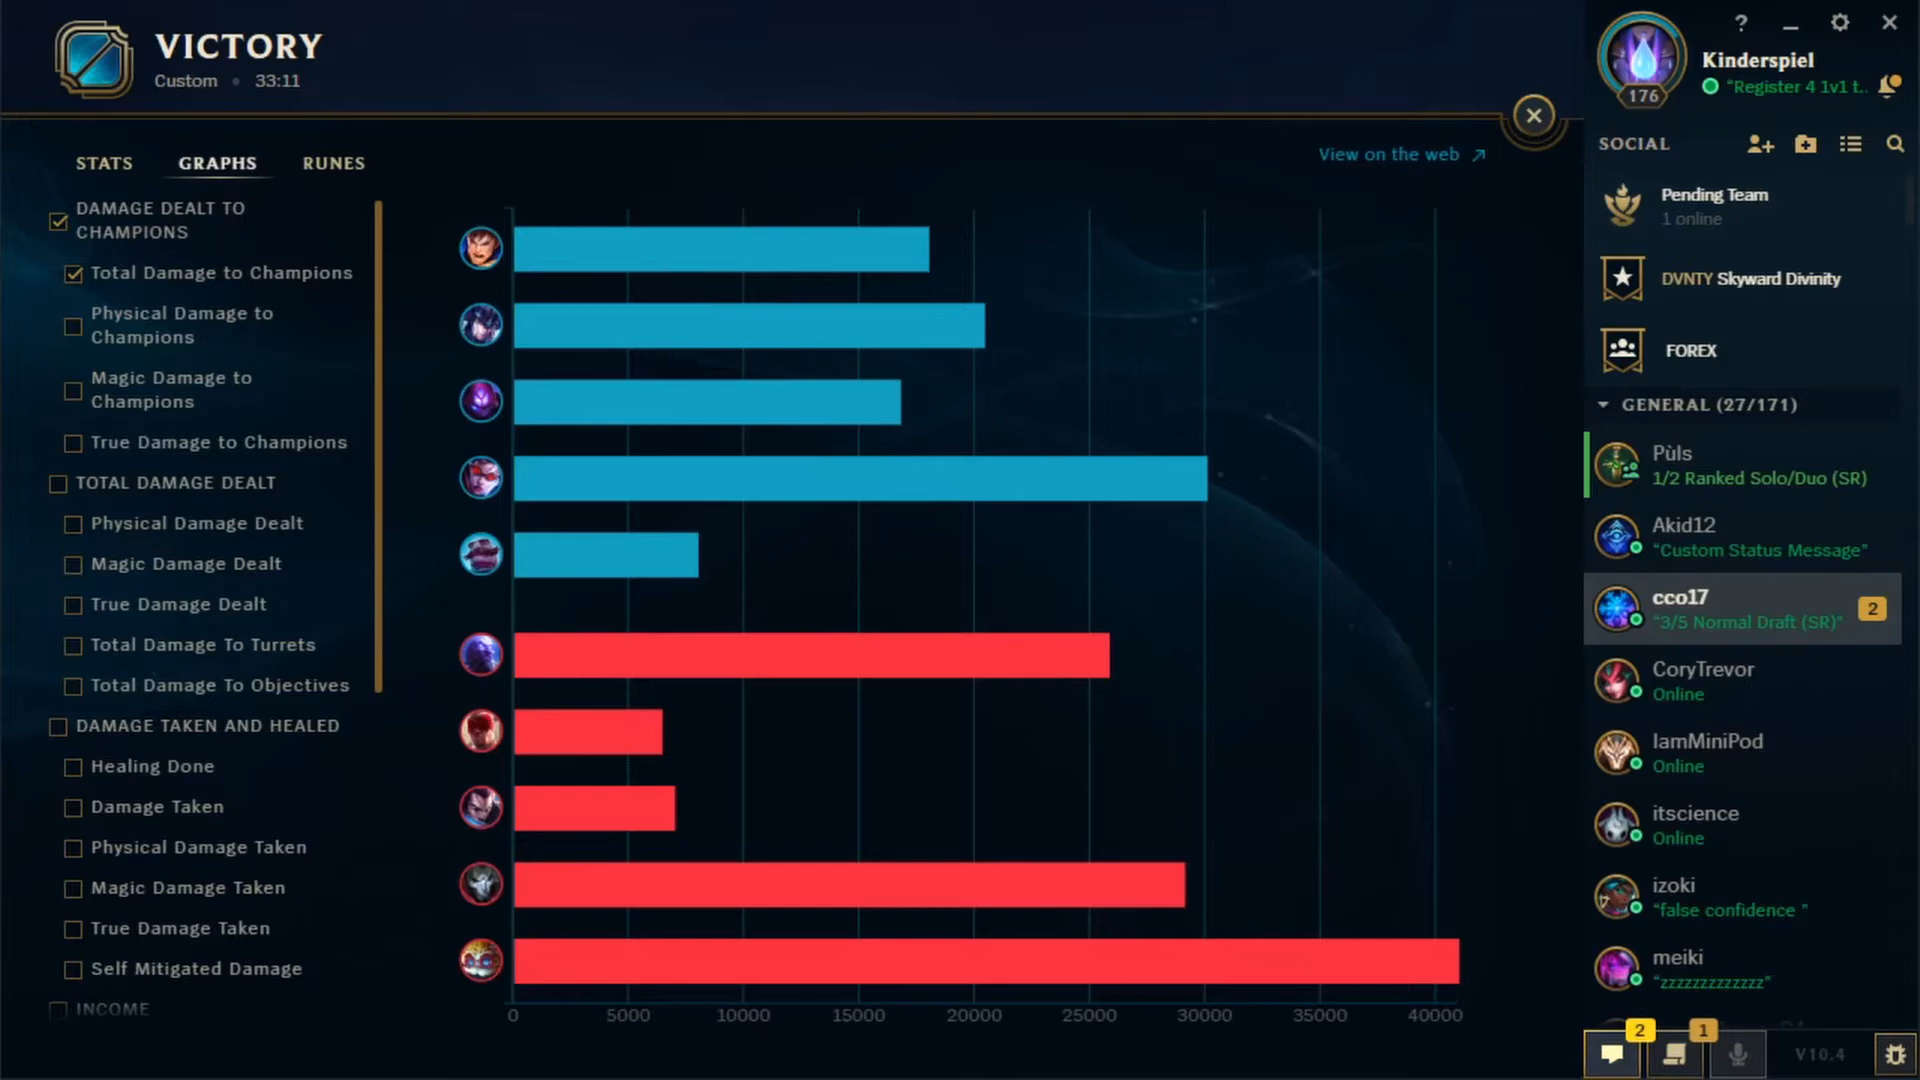 VICTORY
Custom • 33:11
STATS
GRAPHS
RUNES
View on the web
DAMAGE DEALT TO
CHAMPIONS
Total Damage to Champions
Physical Damage to
Champions
Magic Damage to
Champions
True Damage to Champions
TOTAL DAMAGE DEALT
Physical Damage Dealt
Magic Damage Dealt
True Damage Dealt
Total Damage To Turrets
Total Damage To Objectives
DAMAGE TAKEN AND HEALED
Healing Done
Damage Taken
Physical Damage Taken
Magic Damage Taken
True Damage Taken
Self Mitigated Damage
INCOME
0 5000 10000 15000 20000 25000 30000 35000 40000
?
176
Kinderspiel
"Register 4 1v1 t..
SOCIAL
Pending Team
1 online
DVNTY Skyward Divinity
FOREX
GENERAL (27/171)
Pùls
1/2 Ranked Solo/Duo (SR)
Akid12
"Custom Status Message"
cco17
"3/5 Normal Draft (SR)"
2
CoryTrevor
Online
IamMiniPod
Online
itscience
Online
izoki
"false confidence "
meiki
"zzzzzzzzzzzzz"
2
1
V10.4